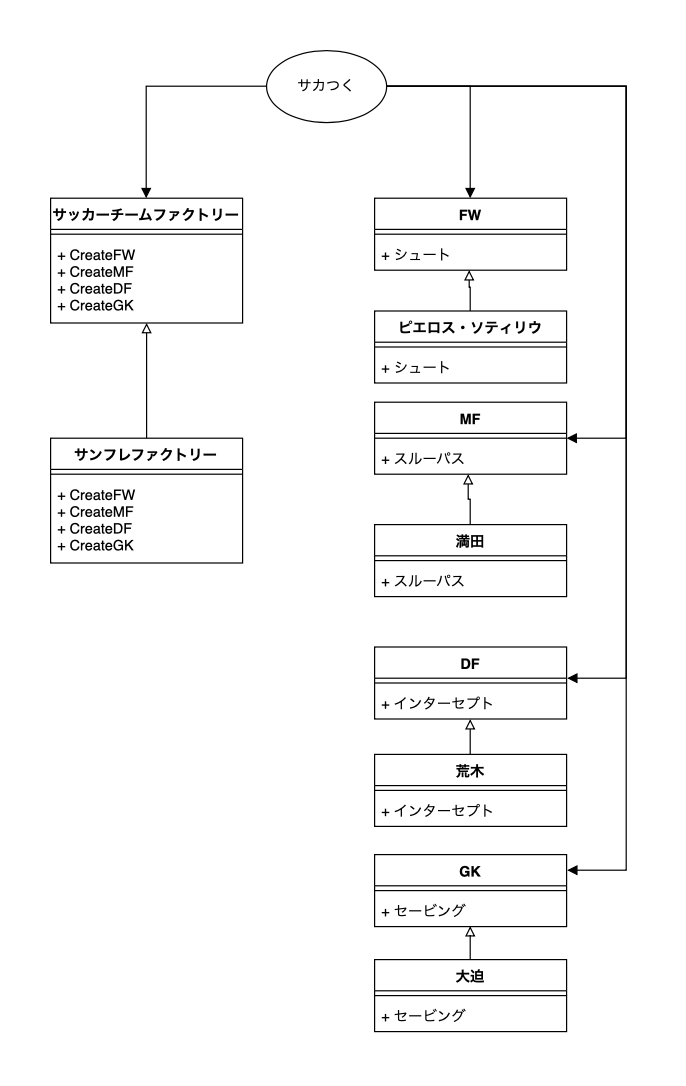 サカつく
サッカーチームファクトリー
+ CreateFW
+ CreateMF
+ CreateDF
+ CreateGK
サンフレファクトリー
+ CreateFW
+ CreateMF
+ CreateDF
+ CreateGK
FW
+ シュート
ピエロス・ソティリウ
+ シュート
MF
+ スルーパス
満田
+ スルーパス
DF
+ インターセプト
荒木
+ インターセプト
GK
+ セービング
大迫
+ セービング